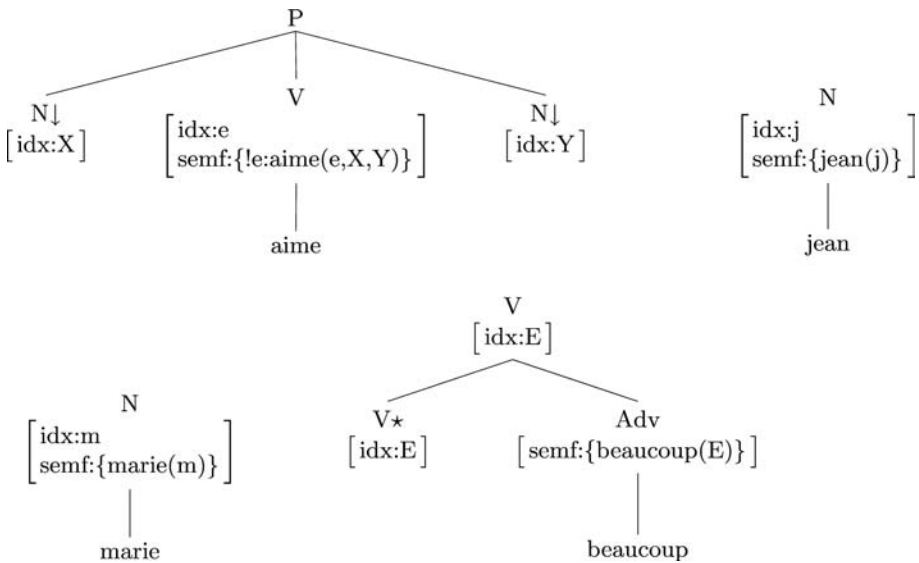 P
N↓ V N↓ N
[idx:X] [idx:e [idx:Y] [idx:j
semf:{!e:aime(e,X,Y)}] semf:{jean(j)}]
aime jean
V
[idx:E]
N V⋆ Adv
[idx:m [idx:E] [semf:{beaucoup(E)}]
semf:{marie(m)}]
marie beaucoup